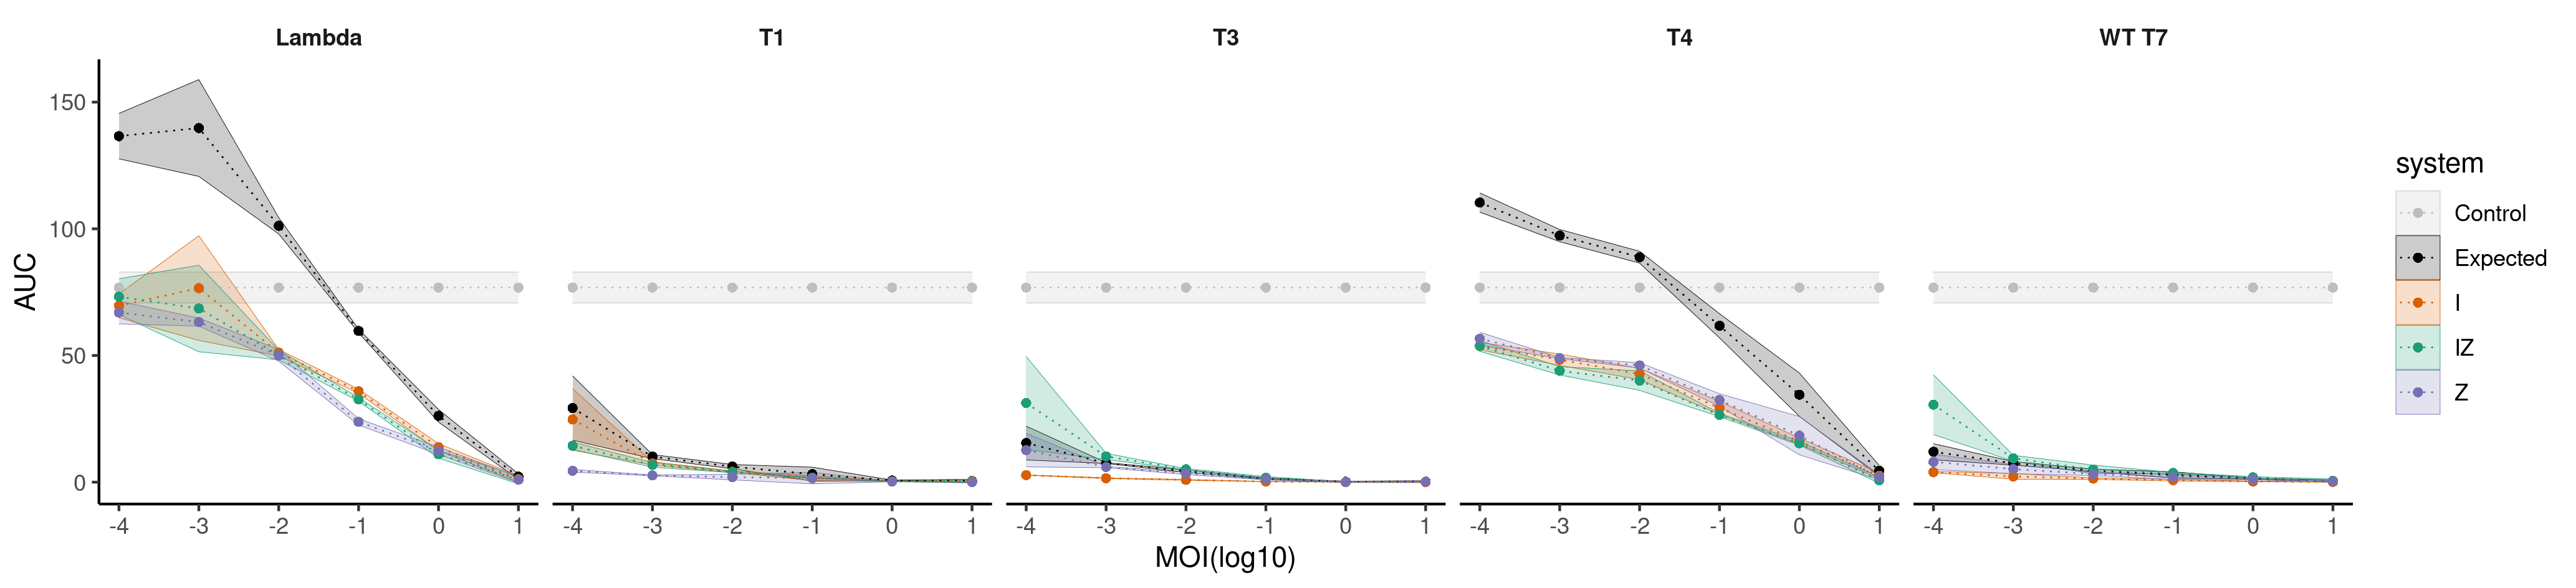 Lambda T1 T3 T4 WT T7
AUC
150
100
50
0
-4 -3 -2 -1 0 1 -4 -3 -2 -1 0 1 -4 -3 -2 -1 0 1 -4 -3 -2 -1 0 1 -4 -3 -2 -1 0 1
MOI(log10)
system
Control
Expected
I
IZ
Z